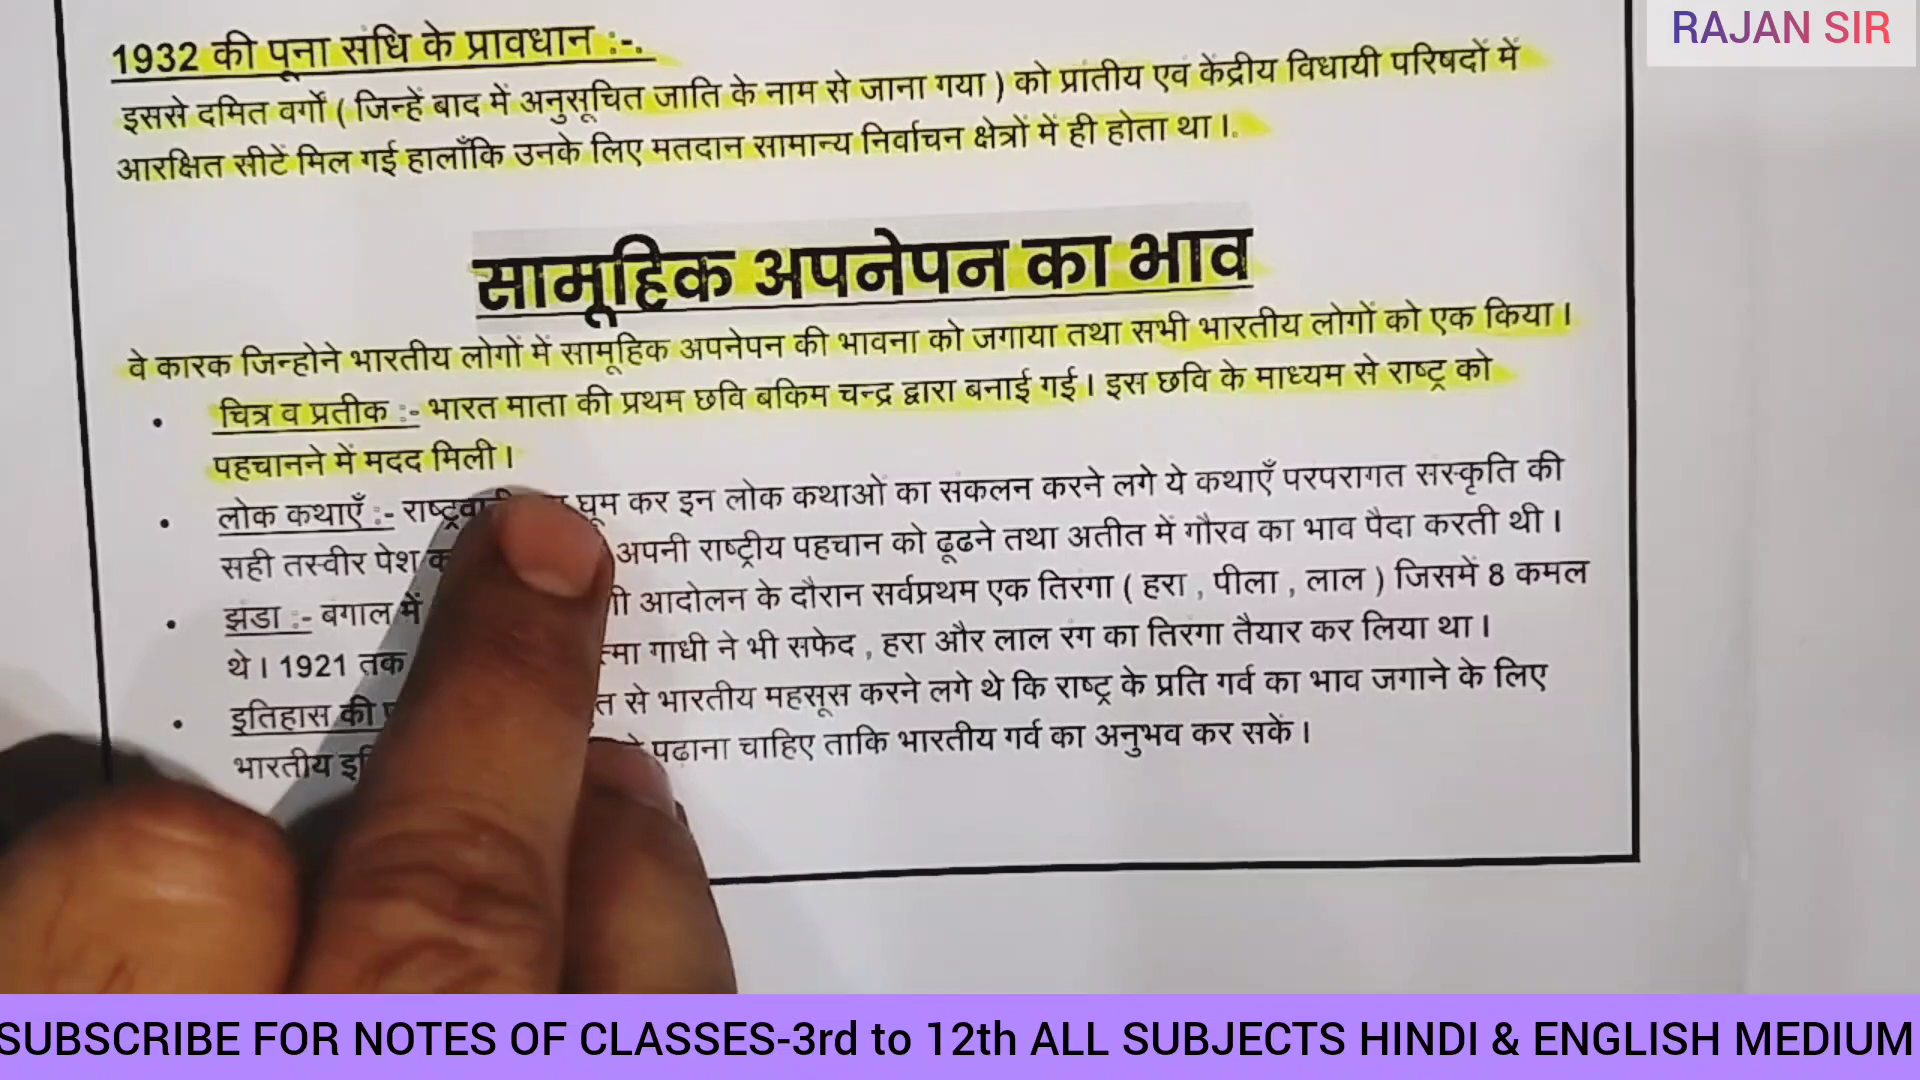 RAJAN SIR
1932 की पूना संधि के प्रावधान :-.
इससे दमित वर्गों ( जिन्हें बाद में अनुसूचित जाति के नाम से जाना गया ) को प्रांतीय एवं केंद्रीय विधायी परिषदों में
आरक्षित सीटें मिल गई हालाँकि उनके लिए मतदान सामान्य निर्वाचन क्षेत्रों में ही होता था ।.
सामूहिक अपनेपन का भाव
वे कारक जिन्होने भारतीय लोगों में सामूहिक अपनेपन की भावना को जगाया तथा सभी भारतीय लोगों को एक किया ।
• चित्र व प्रतीक :- भारत माता की प्रथम छवि बंकिम चन्द्र द्वारा बनाई गई । इस छवि के माध्यम से राष्ट्र को
पहचानने में मदद मिली ।
• लोक कथाएँ :- घूम कर इन लोक कथाओं का संकलन करने लगे ये कथाएँ परंपरागत संस्कृति की
सही तस्वीर पेश अपनी राष्ट्रीय पहचान को ढूढने तथा अतीत में गौरव का भाव पैदा करती थी ।
• झंडा :- बंगाल में आंदोलन के दौरान सर्वप्रथम एक तिरंगा ( हरा , पीला , लाल ) जिसमें 8 कमल
थे । 1921 तक गांधी ने भी सफेद , हरा और लाल रंग का तिरंगा तैयार कर लिया था ।
• इतिहास की से भारतीय महसूस करने लगे थे कि राष्ट्र के प्रति गर्व का भाव जगाने के लिए
भारतीय पढ़ाना चाहिए ताकि भारतीय गर्व का अनुभव कर सकें ।
SUBSCRIBE FOR NOTES OF CLASSES-3rd to 12th ALL SUBJECTS HINDI & ENGLISH MEDIUM